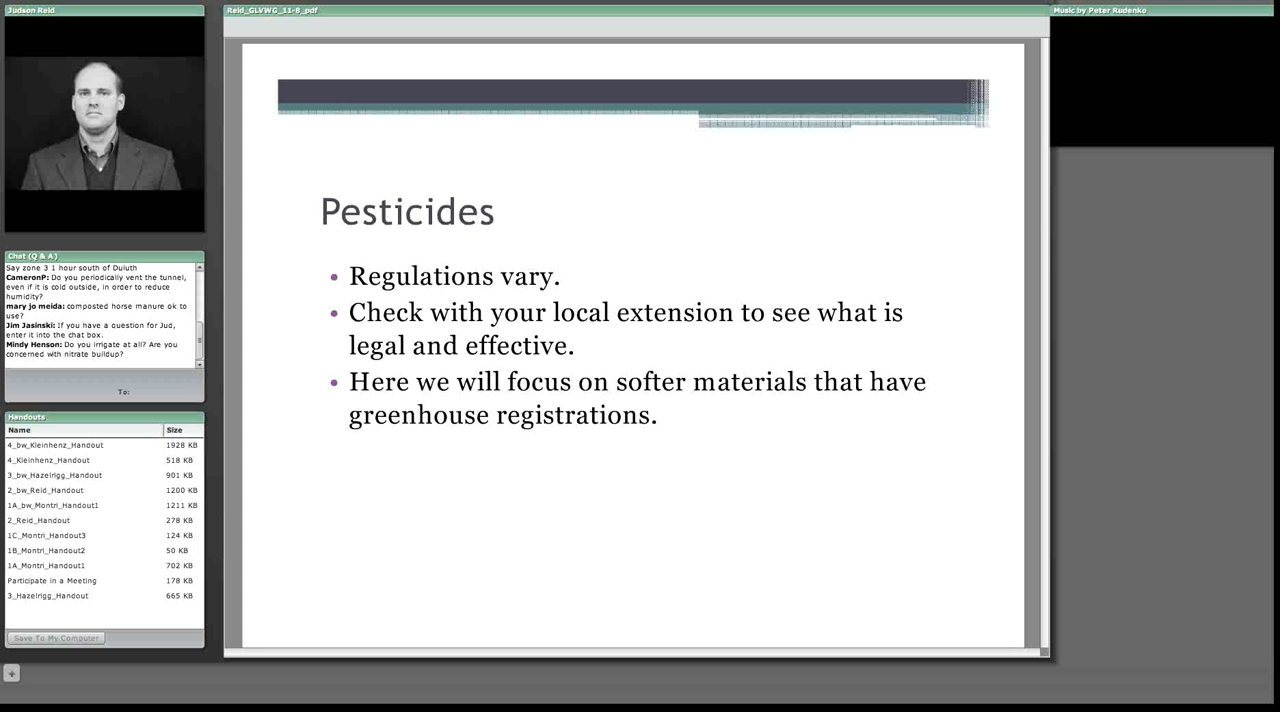 Judson Reid
Reid_GLVWG_11-8_pdf
Music by Peter Rudenko
Pesticides
• Regulations vary.
• Check with your local extension to see what is
legal and effective.
• Here we will focus on softer materials that have
greenhouse registrations.
Chat (Q & A)
Say zone 3 1 hour south of Duluth
CameronP: Do you periodically vent the tunnel,
even if it is cold outside, in order to reduce
humidity?
mary jo meida: composted horse manure ok to
use?
Jim Jasinski: If you have a question for Jud,
enter it into the chat box.
Mindy Henson: Do you irrigate at all? Are you
concerned with nitrate buildup?
To:
Handouts
Name Size
4_bw_Kleinhenz_Handout 1928 KB
4_Kleinhenz_Handout 518 KB
3_bw_Hazelrigg_Handout 901 KB
2_bw_Reid_Handout 1200 KB
1A_bw_Montri_Handout1 1211 KB
2_Reid_Handout 278 KB
1C_Montri_Handout3 124 KB
1B_Montri_Handout2 50 KB
1A_Montri_Handout1 702 KB
Participate in a Meeting 178 KB
3_Hazelrigg_Handout 665 KB
Save To My Computer